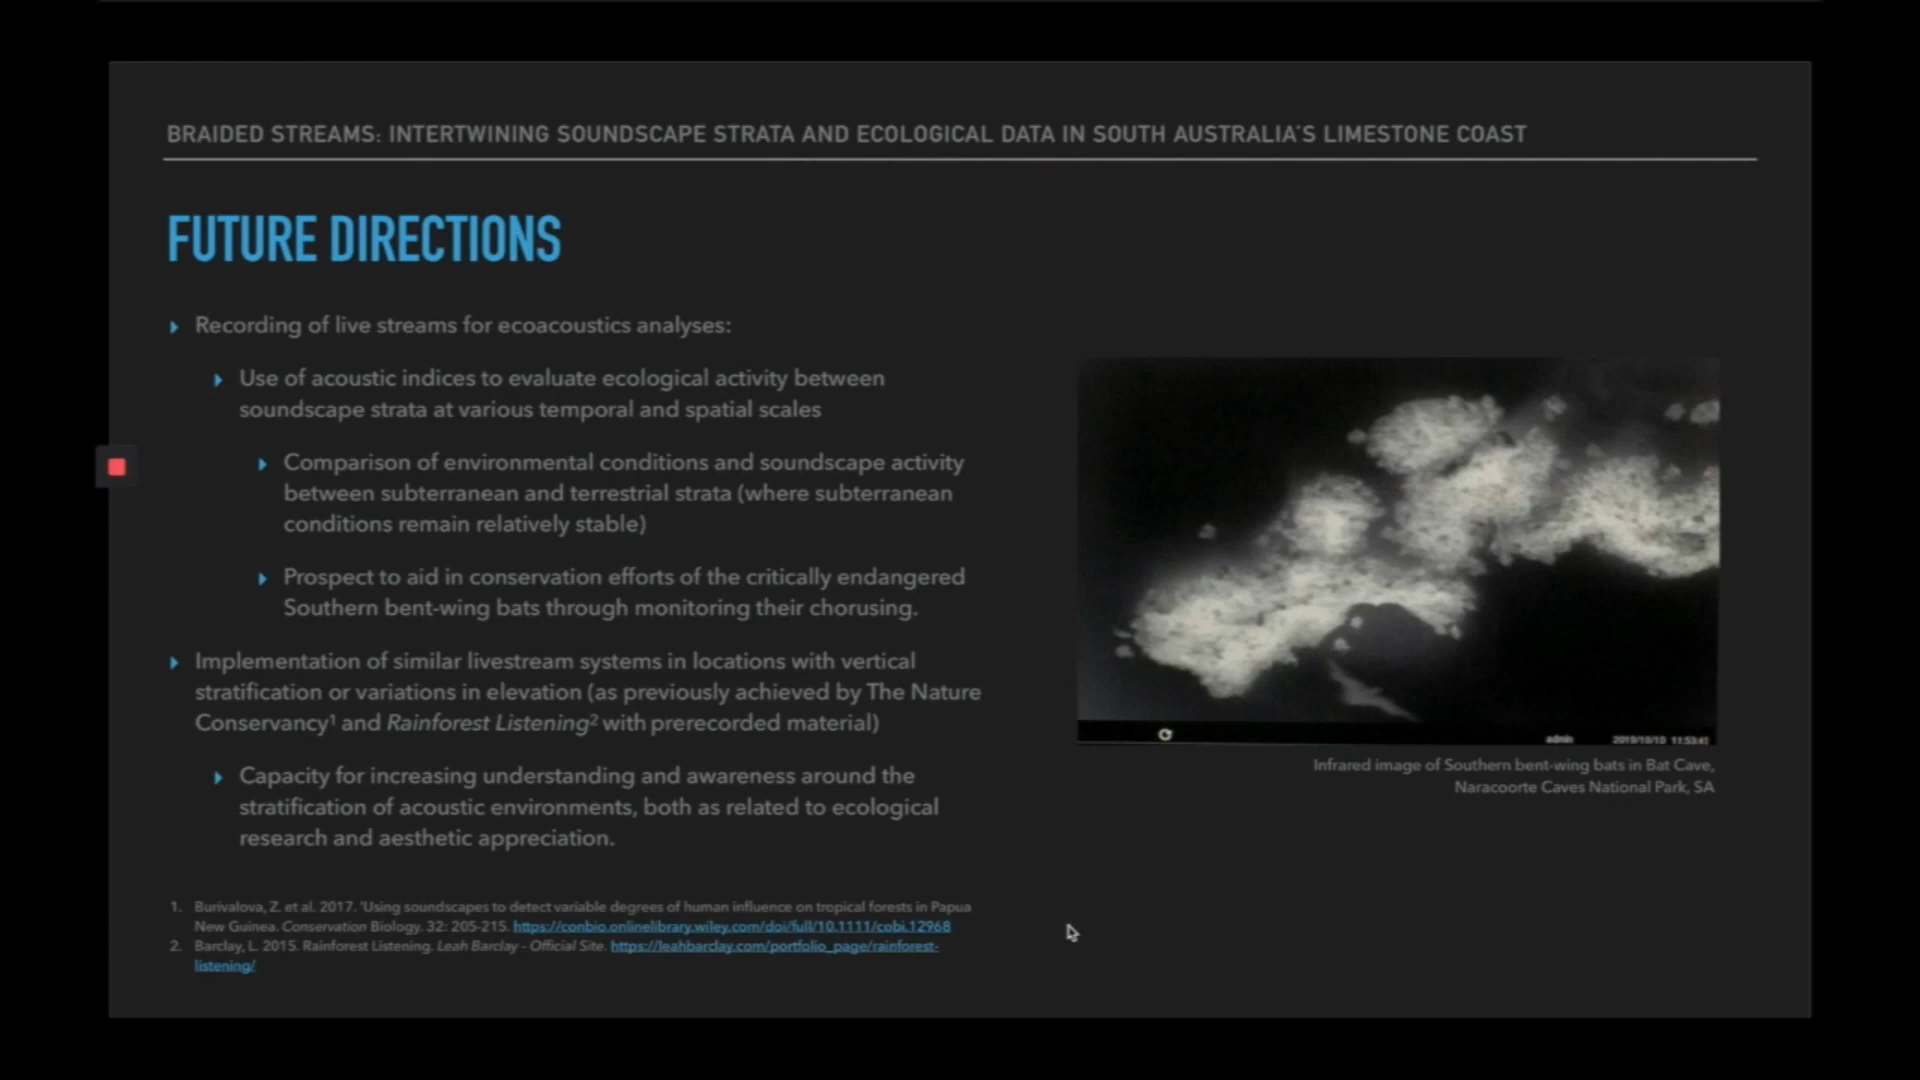 BRAIDED STREAMS: INTERTWINING SOUNDSCAPE STRATA AND ECOLOGICAL DATA IN SOUTH AUSTRALIA'S LIMESTONE COAST
FUTURE DIRECTIONS
Recording of live streams for ecoacoustics analyses:
Use of acoustic indices to evaluate ecological activity between
soundscape strata at various temporal and spatial scales
Comparison of environmental conditions and soundscape activity
between subterranean and terrestrial strata (where subterranean
conditions remain relatively stable)
Prospect to aid in conservation efforts of the critically endangered
Southern bent-wing bats through monitoring their chorusing.
Implementation of similar livestream systems in locations with vertical
stratification or variations in elevation (as previously achieved by The Nature
Conservancy¹ and Rainforest Listening² with prerecorded material)
Capacity for increasing understanding and awareness around the
stratification of acoustic environments, both as related to ecological
research and aesthetic appreciation.
admin 2019/10/10 11:53:41
Infrared image of Southern bent-wing bats in Bat Cave,
Naracoorte Caves National Park, SA
1. Burivalova, Z. et al. 2017. 'Using soundscapes to detect variable degrees of human influence on tropical forests in Papua
New Guinea. Conservation Biology. 32: 205-215. https://conbio.onlinelibrary.wiley.com/doi/full/10.1111/cobi.12968
2. Barclay, L. 2015. Rainforest Listening. Leah Barclay - Official Site. https://leahbarclay.com/portfolio_page/rainforest-
listening/